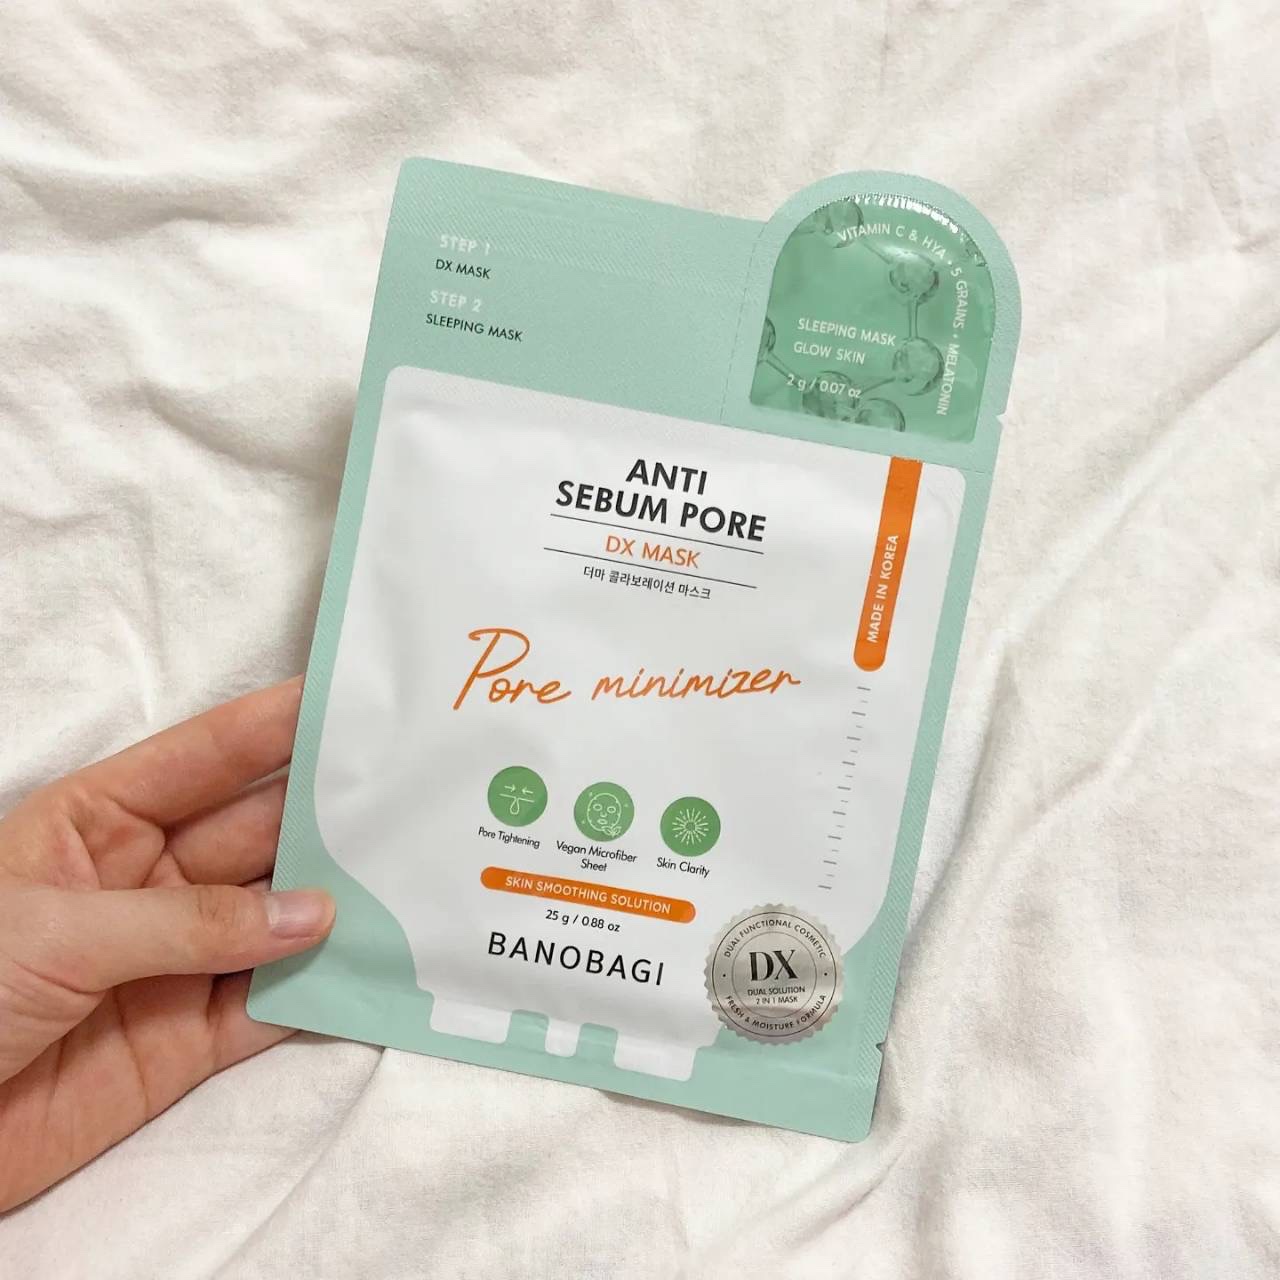 STEP 1
DX MASK
STEP 2
SLEEPING MASK
VITAMIN C & HYA • 5 GRAINS • MELATONIN
SLEEPING MASK
GLOW SKIN
2 g / 0.07 oz
ANTI
SEBUM PORE
DX MASK
더마 콜라보레이션 마스크
MADE IN KOREA
Pore minimizer
Pore Tightening
Vegan Microfiber
Sheet
Skin Clarity
SKIN SMOOTHING SOLUTION
25 g / 0.88 oz
BANOBAGI
DUAL FUNCTIONAL COSMETIC
DX
DUAL SOLUTION
2 IN 1 MASK
FRESH & MOISTURE FORMULA